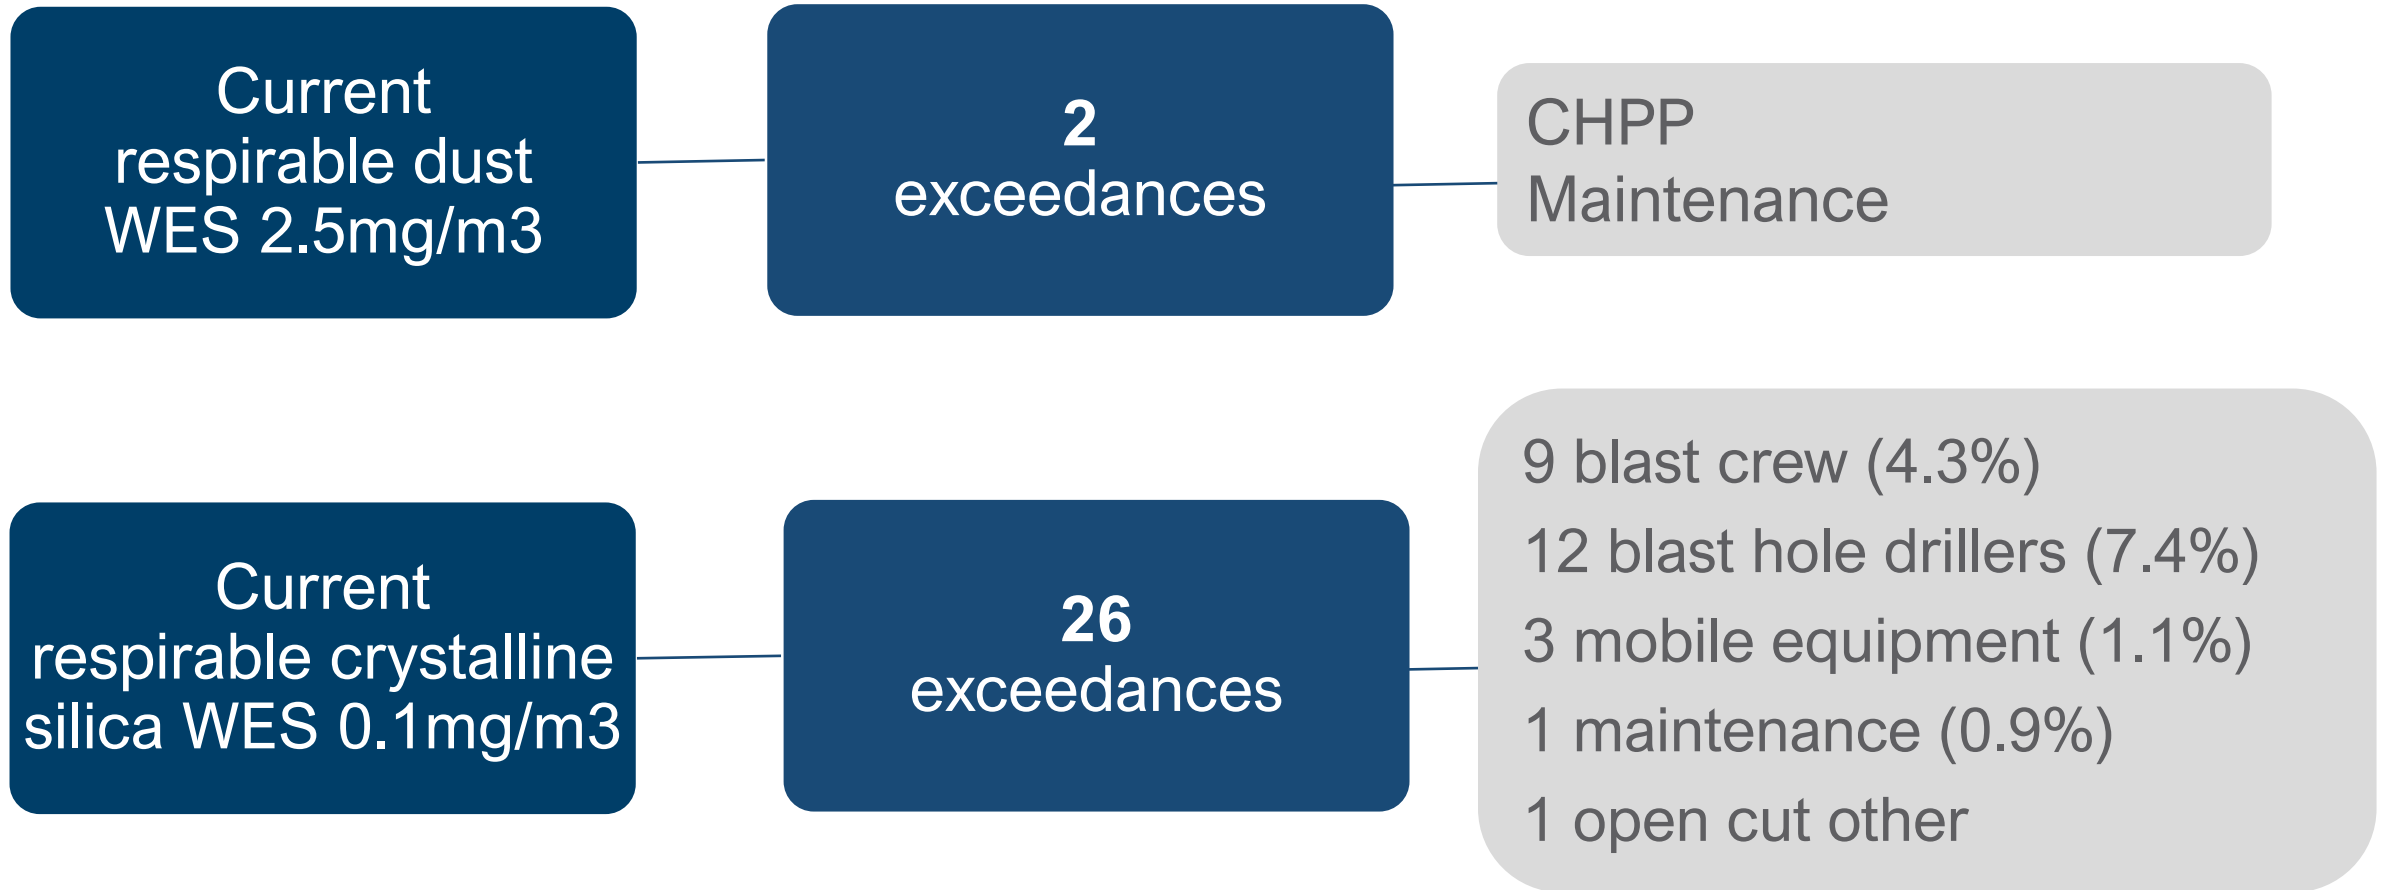 Current
respirable dust
WES 2.5mg/m3
2
exceedances
CHPP
Maintenance
Current
respirable crystalline
silica WES 0.1mg/m3
26
exceedances
9 blast crew (4.3%)
12 blast hole drillers (7.4%)
3 mobile equipment (1.1%)
1 maintenance (0.9%)
1 open cut other